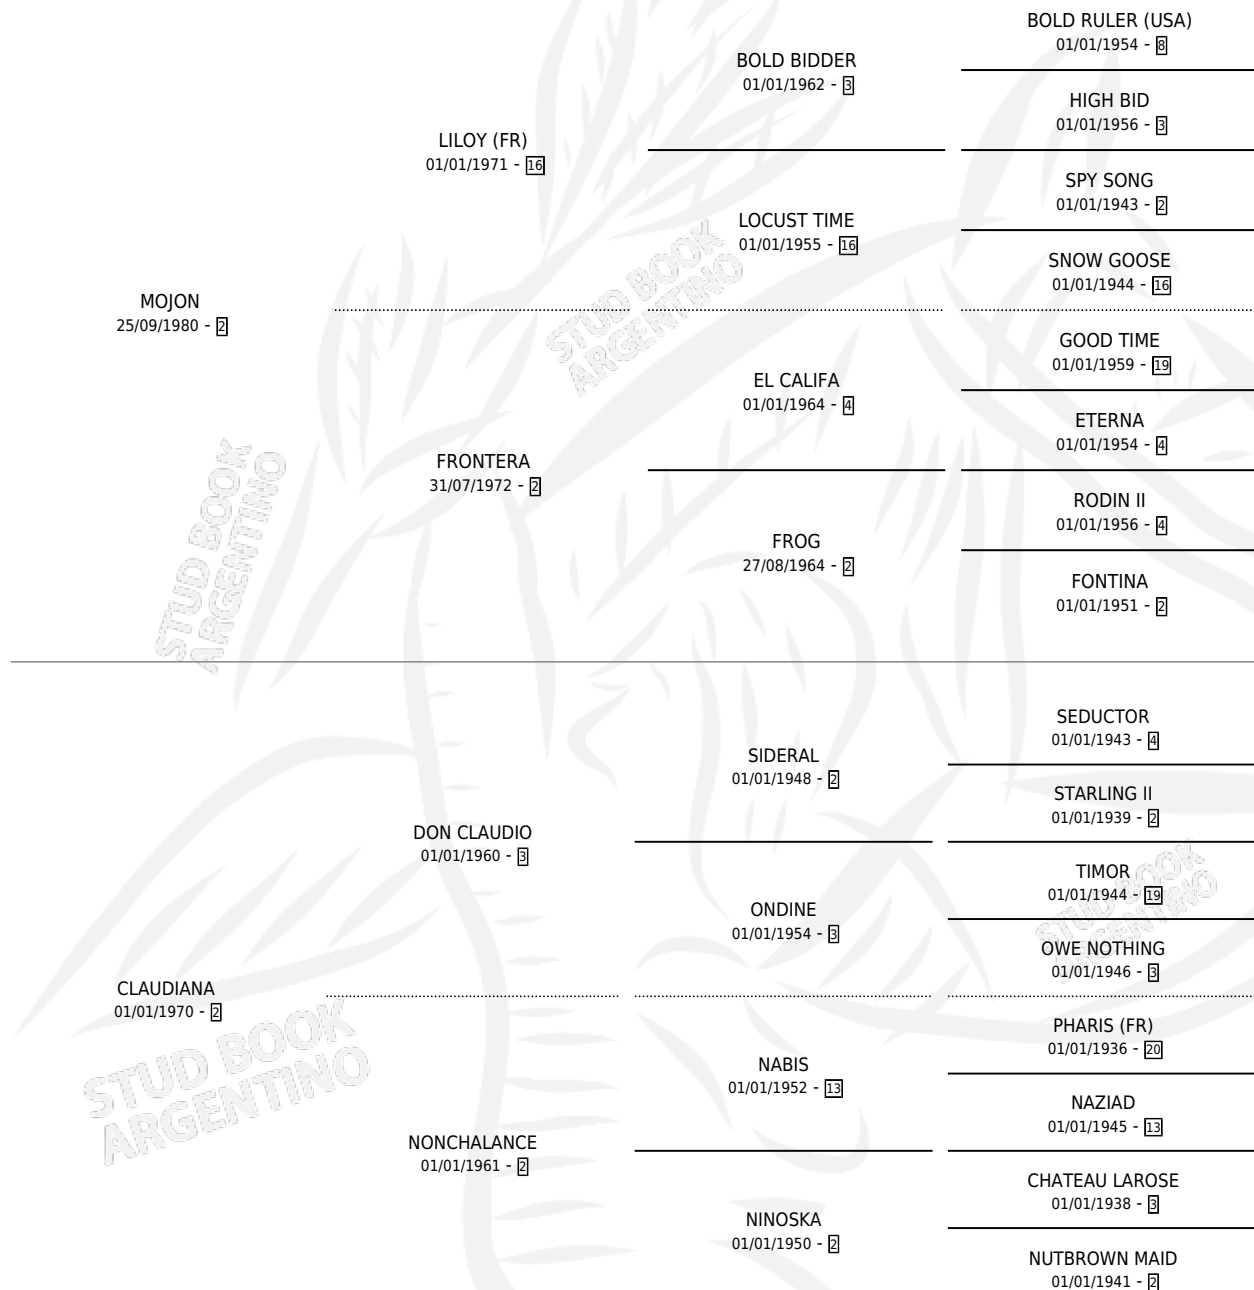 BOLD RULER (USA)
01/01/1954 - 8
BOLD BIDDER
01/01/1962 - 3
HIGH BID
01/01/1956 - 3
LILOY (FR)
01/01/1971 - 16
SPY SONG
01/01/1943 - 2
LOCUST TIME
01/01/1955 - 16
SNOW GOOSE
01/01/1944 - 16
MOJON
25/09/1980 - 2
STUD BOOK
ARGENTINO
GOOD TIME
01/01/1959 - 19
EL CALIFA
01/01/1964 - 4
ETERNA
01/01/1954 - 4
FRONTERA
31/07/1972 - 2
RODIN II
01/01/1956 - 4
FROG
27/08/1964 - 2
FONTINA
01/01/1951 - 2
STUD BOOK
ARGENTINO
SEDUCTOR
01/01/1943 - 4
SIDERAL
01/01/1948 - 2
STARLING II
01/01/1939 - 2
DON CLAUDIO
01/01/1960 - 3
TIMOR
01/01/1944 - 19
ONDINE
01/01/1954 - 3
OWE NOTHING
01/01/1946 - 3
STUD BOOK
ARGENTINO
CLAUDIANA
01/01/1970 - 2
PHARIS (FR)
01/01/1936 - 20
NABIS
01/01/1952 - 13
NAZIAD
01/01/1945 - 13
STUD BOOK
ARGENTINO
NONCHALANCE
01/01/1961 - 2
CHATEAU LAROSE
01/01/1938 - 3
NINOSKA
01/01/1950 - 2
NUTBROWN MAID
01/01/1941 - 2